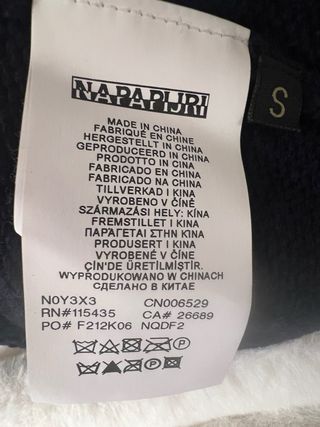 NAPAPIJRI
S
MADE IN CHINA
FABRIQUÉ EN CHINE
HERGESTELLT IN CHINA
GEPRODUCEERD IN CHINA
PRODOTTO IN CINA
FABRICADO EN CHINA
FABRICADO NA CHINA
TILLVERKAD I KINA
VYROBENO V ČÍNĚ
SZÁRMAZÁSI HELY: KÍNA
FREMSTILLET I KINA
ΠΑΡΑΓΕΤΑΙ ΣΤΗΝ ΚΙΝΑ
PRODUSERT I KINA
VYROBENÉ V ČÍNE
ÇİN'DE ÜRETİLMİŞTİR.
WYPRODUKOWANO W CHINACH
СДЕЛАНО В КИТАЕ
N0Y3X3 CN006529
RN#115435 CA# 26689
PO# F212K06 NQDF2